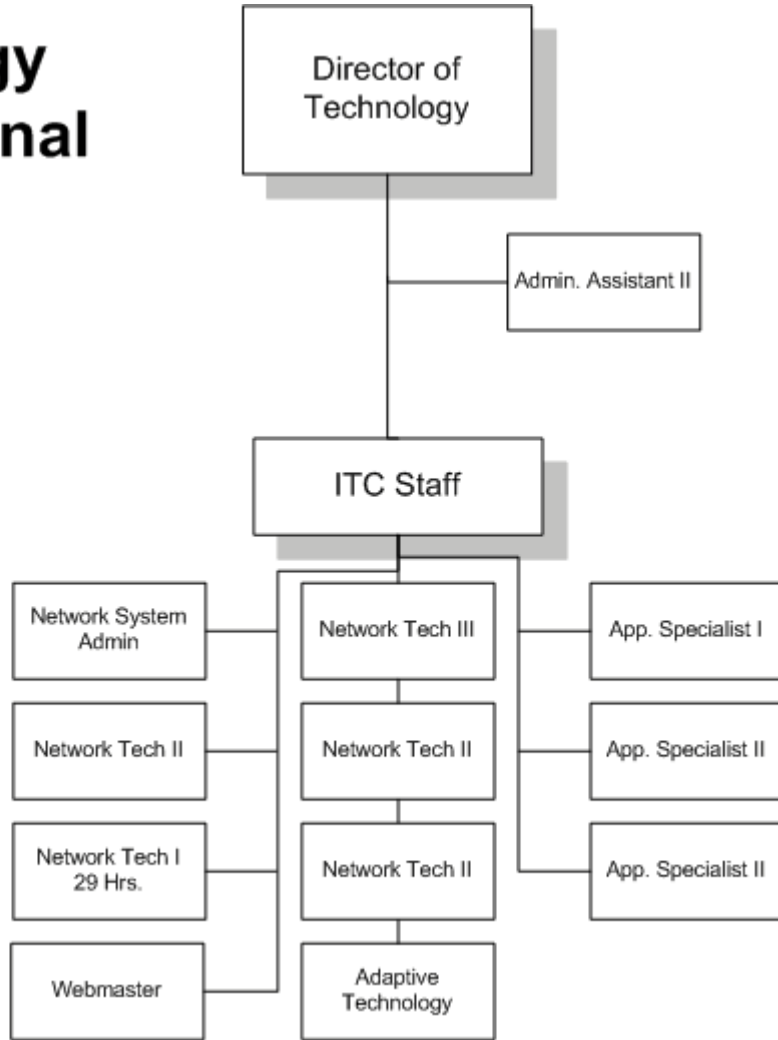 gy
nal
Director of
Technology
Admin. Assistant II
ITC Staff
Network System
Admin
Network Tech III
App. Specialist I
Network Tech II
Network Tech II
App. Specialist II
Network Tech I
29 Hrs.
Network Tech II
App. Specialist II
Webmaster
Adaptive
Technology